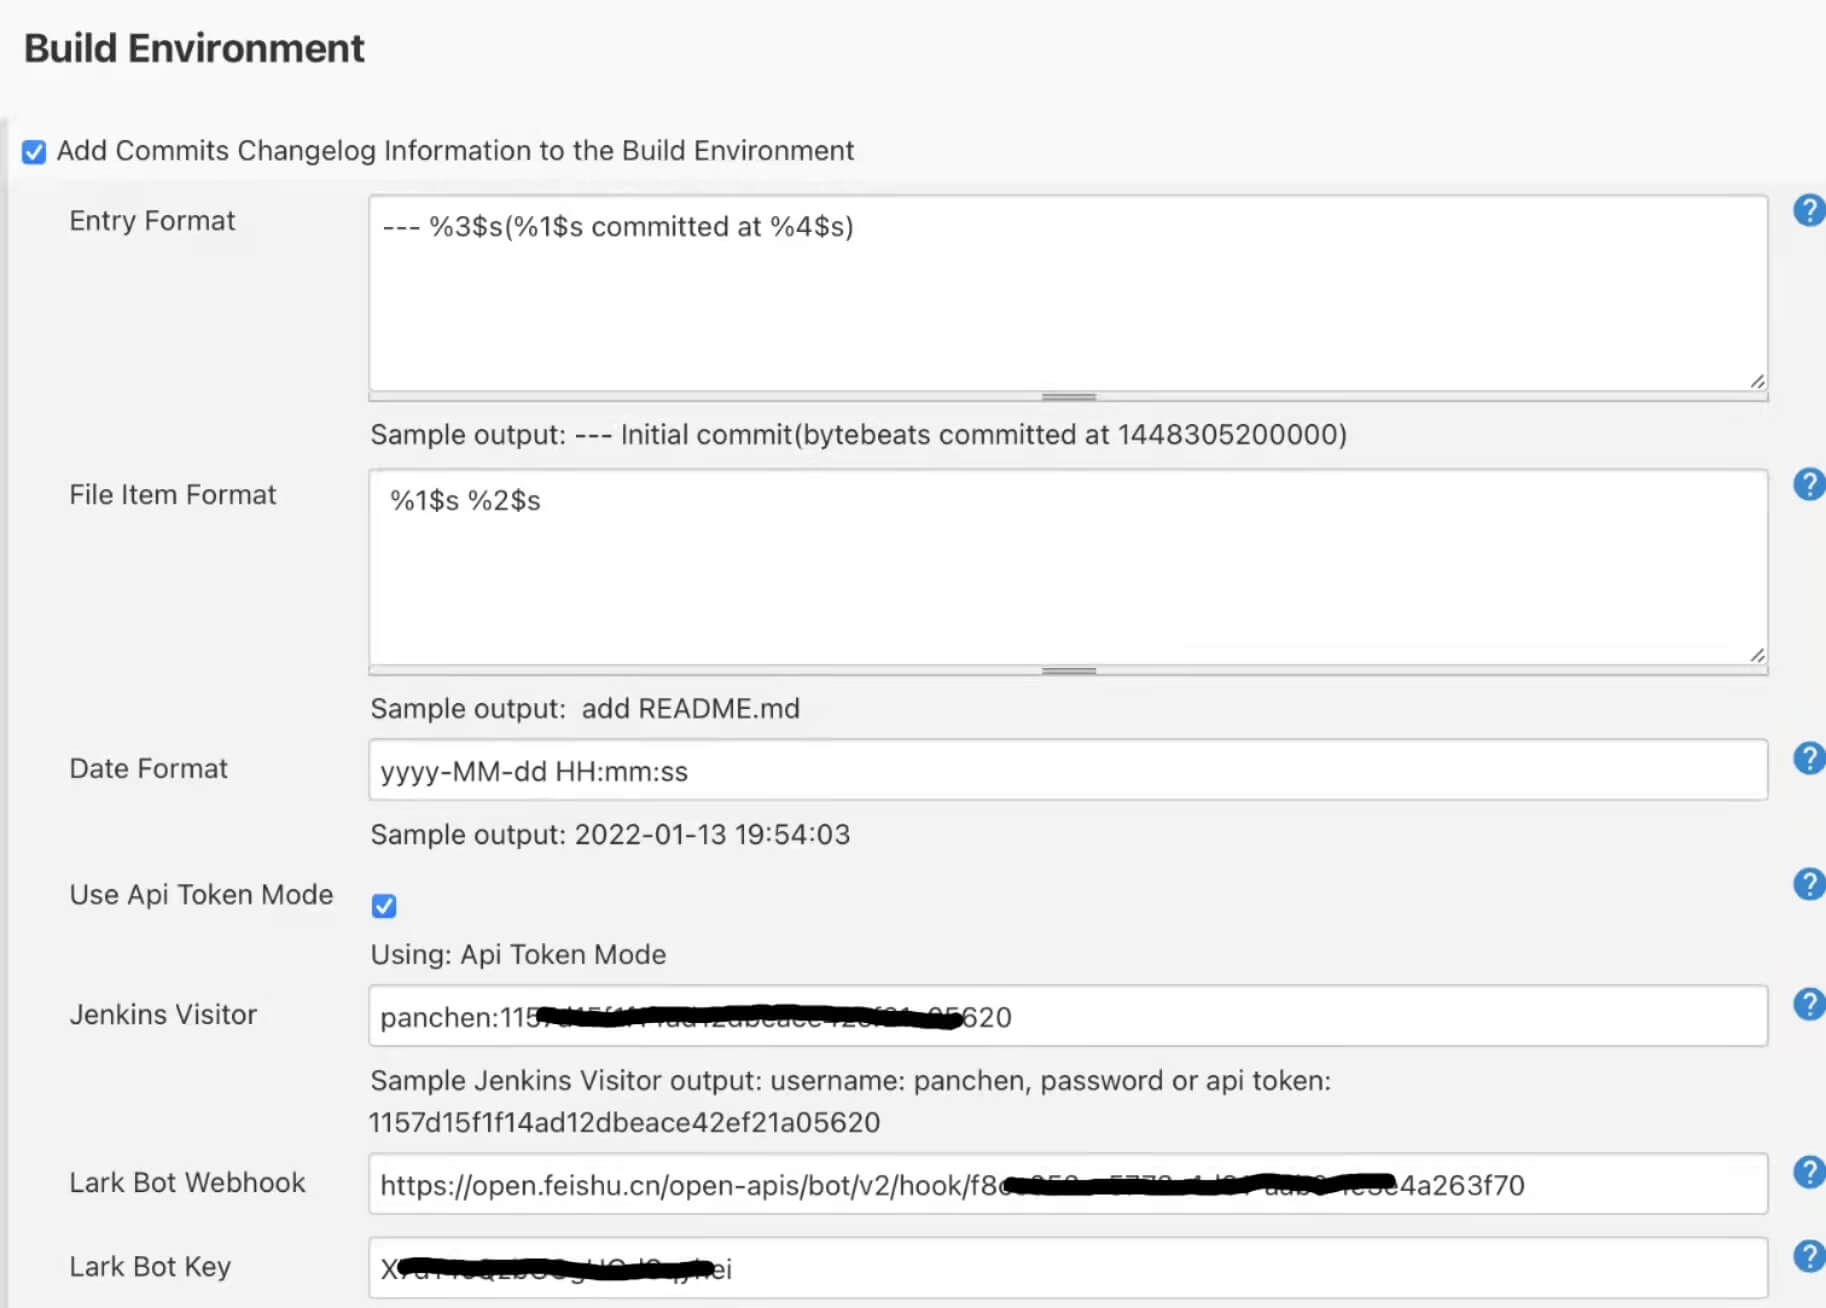 Build Environment
Add Commits Changelog Information to the Build Environment
Entry Format
--- %3$s(%1$s committed at %4$s)
Sample output: --- Initial commit(bytebeats committed at 1448305200000)
File Item Format
%1$s %2$s
Sample output: add README.md
Date Format
yyyy-MM-dd HH:mm:ss
Sample output: 2022-01-13 19:54:03
Use Api Token Mode
Using: Api Token Mode
Jenkins Visitor
panchen:115 620
Sample Jenkins Visitor output: username: panchen, password or api token:
1157d15f1f14ad12dbeace42ef21a05620
Lark Bot Webhook
https://open.feishu.cn/open-apis/bot/v2/hook/f8 4a263f70
Lark Bot Key
X ei